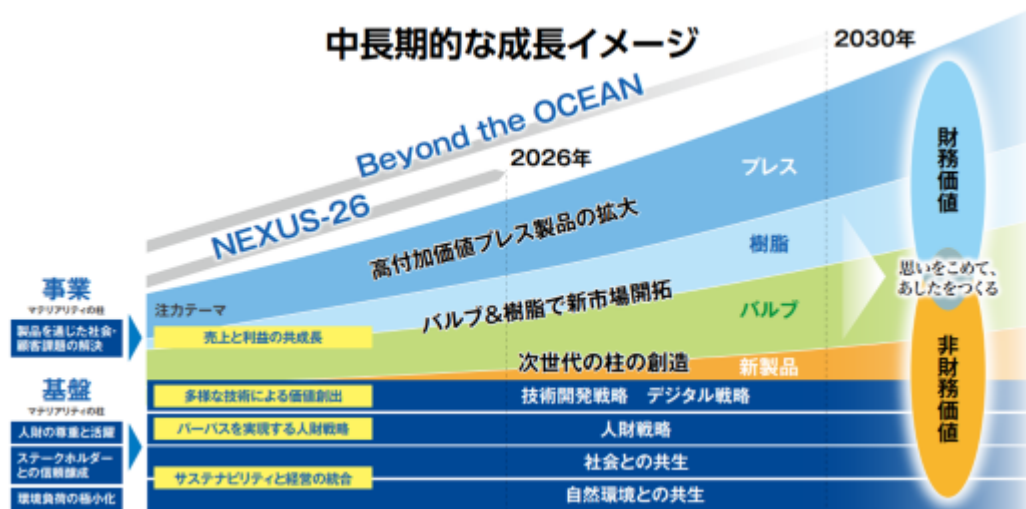 中長期的な成長イメージ
2030年
Beyond the OCEAN
2026年
NEXUS-26
プレス
高付加価値プレス製品の拡大
樹脂
バルブ&樹脂で新市場開拓
バルブ
次世代の柱の創造
新製品
財務価値
思いをこめて、
あしたをつくる
非財務価値
事業
マテリアリティの柱
製品を通じた社会・
顧客課題の解決
注力テーマ
売上と利益の共成長
基盤
マテリアリティの柱
人財の尊重と活躍
ステークホルダー
との信頼醸成
環境負荷の極小化
多様な技術による価値創出
技術開発戦略 デジタル戦略
パーパスを実現する人財戦略
人財戦略
サステナビリティと経営の統合
社会との共生
自然環境との共生